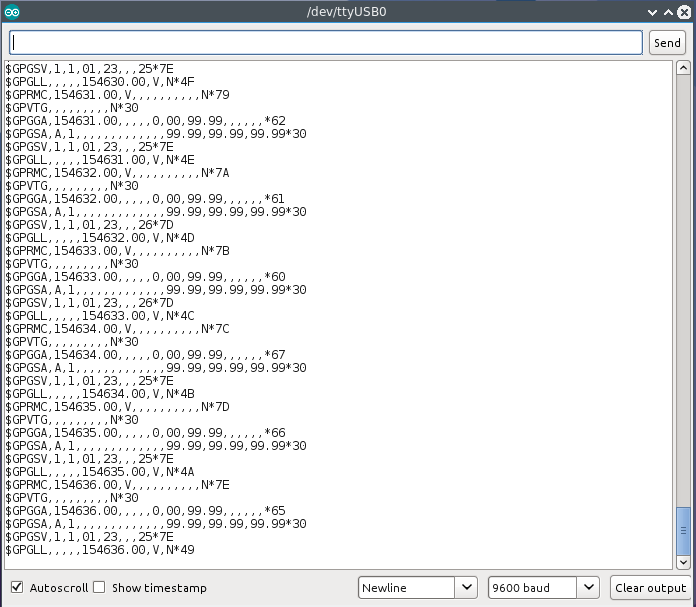 /dev/ttyUSB0
Send
$GPGSV,1,1,01,23,,,25*7E
$GPGLL,,,,,154630.00,V,N*4F
$GPRMC,154631.00,V,,,,,,,,,,N*79
$GPVTG,,,,,,,,,N*30
$GPGGA,154631.00,,,,,0,00,99.99,,,,,,*62
$GPGSA,A,1,,,,,,,,,,,,,99.99,99.99,99.99*30
$GPGSV,1,1,01,23,,,25*7E
$GPGLL,,,,,154631.00,V,N*4E
$GPRMC,154632.00,V,,,,,,,,,,N*7A
$GPVTG,,,,,,,,,N*30
$GPGGA,154632.00,,,,,0,00,99.99,,,,,,*61
$GPGSA,A,1,,,,,,,,,,,,,99.99,99.99,99.99*30
$GPGSV,1,1,01,23,,,26*7D
$GPGLL,,,,,154632.00,V,N*4D
$GPRMC,154633.00,V,,,,,,,,,,N*7B
$GPVTG,,,,,,,,,N*30
$GPGGA,154633.00,,,,,0,00,99.99,,,,,,*60
$GPGSA,A,1,,,,,,,,,,,,,99.99,99.99,99.99*30
$GPGSV,1,1,01,23,,,26*7D
$GPGLL,,,,,154633.00,V,N*4C
$GPRMC,154634.00,V,,,,,,,,,,N*7C
$GPVTG,,,,,,,,,N*30
$GPGGA,154634.00,,,,,0,00,99.99,,,,,,*67
$GPGSA,A,1,,,,,,,,,,,,,99.99,99.99,99.99*30
$GPGSV,1,1,01,23,,,25*7E
$GPGLL,,,,,154634.00,V,N*4B
$GPRMC,154635.00,V,,,,,,,,,,N*7D
$GPVTG,,,,,,,,,N*30
$GPGGA,154635.00,,,,,0,00,99.99,,,,,,*66
$GPGSA,A,1,,,,,,,,,,,,,99.99,99.99,99.99*30
$GPGSV,1,1,01,23,,,25*7E
$GPGLL,,,,,154635.00,V,N*4A
$GPRMC,154636.00,V,,,,,,,,,,N*7E
$GPVTG,,,,,,,,,N*30
$GPGGA,154636.00,,,,,0,00,99.99,,,,,,*65
$GPGSA,A,1,,,,,,,,,,,,,99.99,99.99,99.99*30
$GPGSV,1,1,01,23,,,25*7E
$GPGLL,,,,,154636.00,V,N*49
Autoscroll Show timestamp Newline 9600 baud Clear output